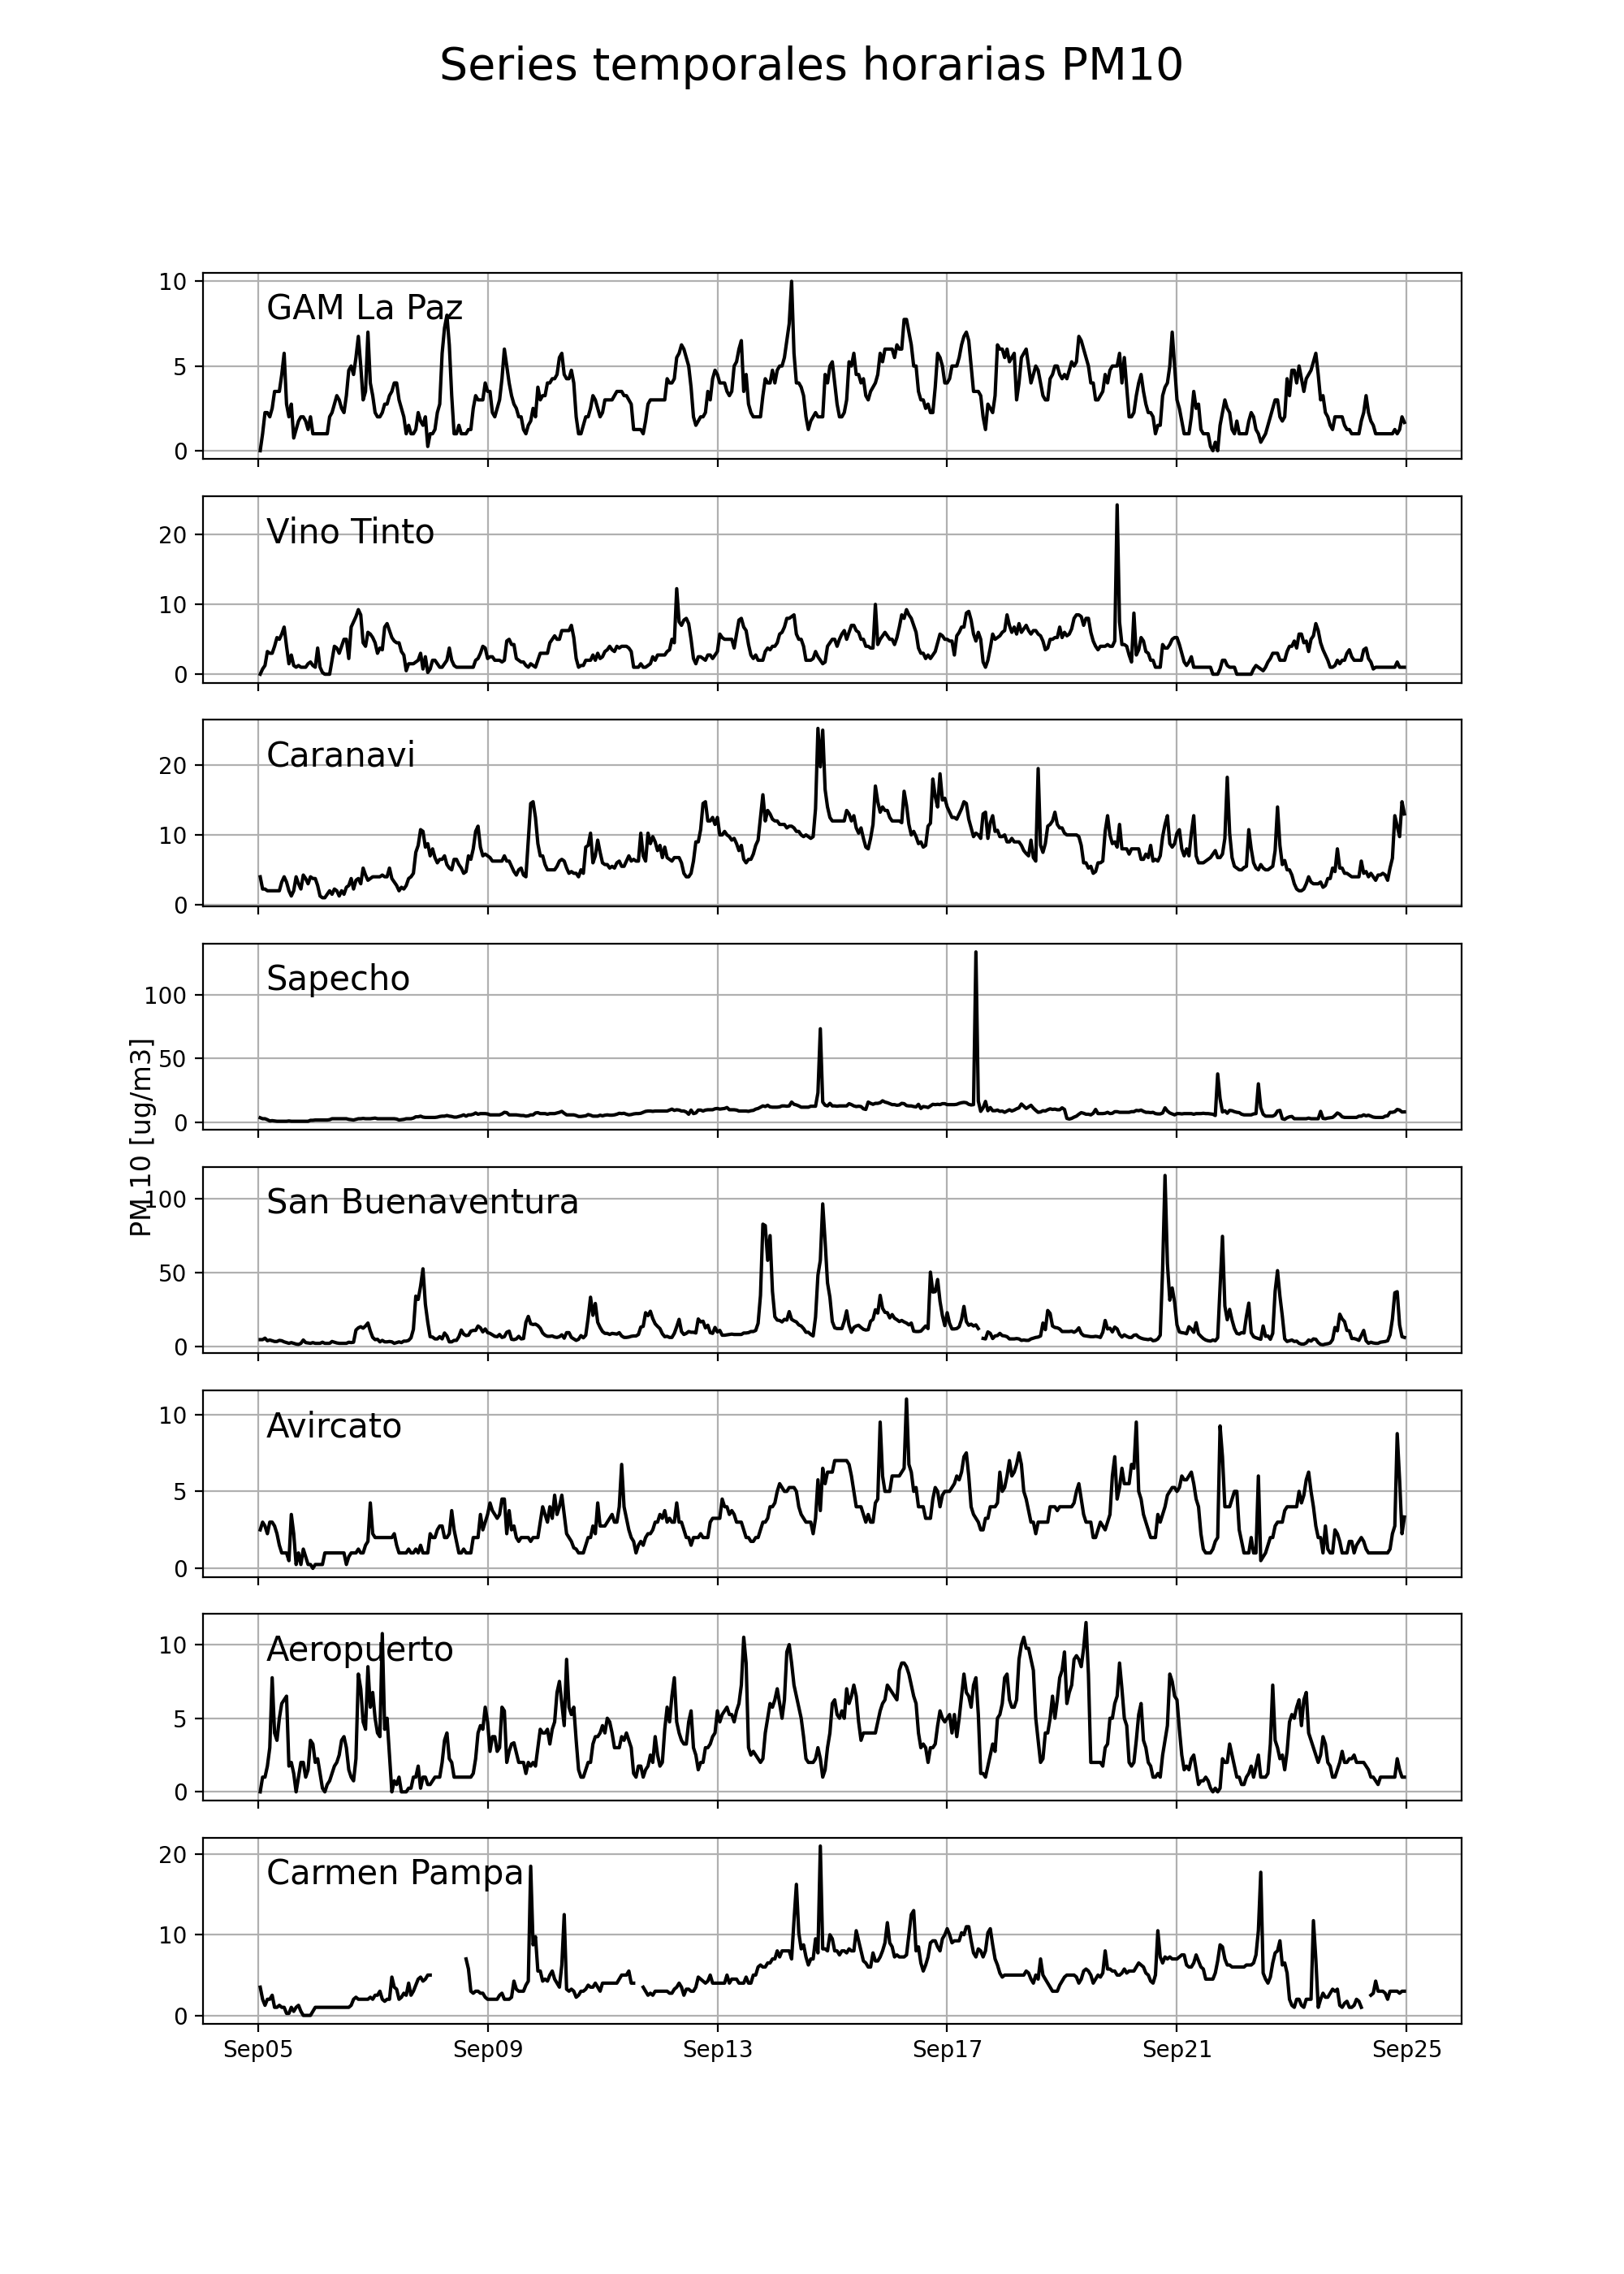 Series temporales horarias PM10
10
GAM La Paz
5
0
20
Vino Tinto
10
0
20
Caranavi
10
0
Sapecho
100
50
0
PM 10 [ug/m3]
100
San Buenaventura
50
0
10
Avircato
5
0
10
Aeropuerto
5
0
20
Carmen Pampa
10
0
Sep05 Sep09 Sep13 Sep17 Sep21 Sep25